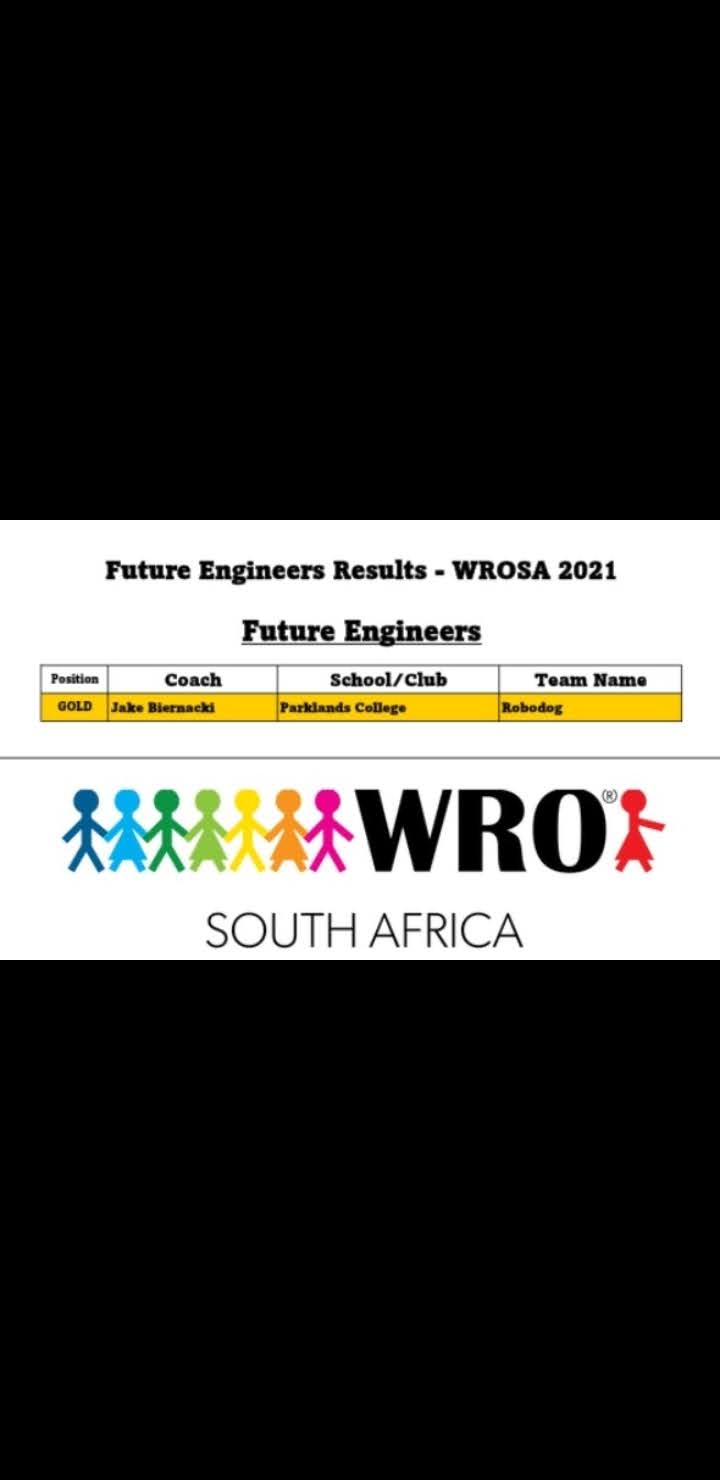 Future Engineers Results - WROSA 2021
Future Engineers
Position Coach School/Club Team Name
GOLD Jake Biernacki Parklands College Robodog
WRO®
SOUTH AFRICA